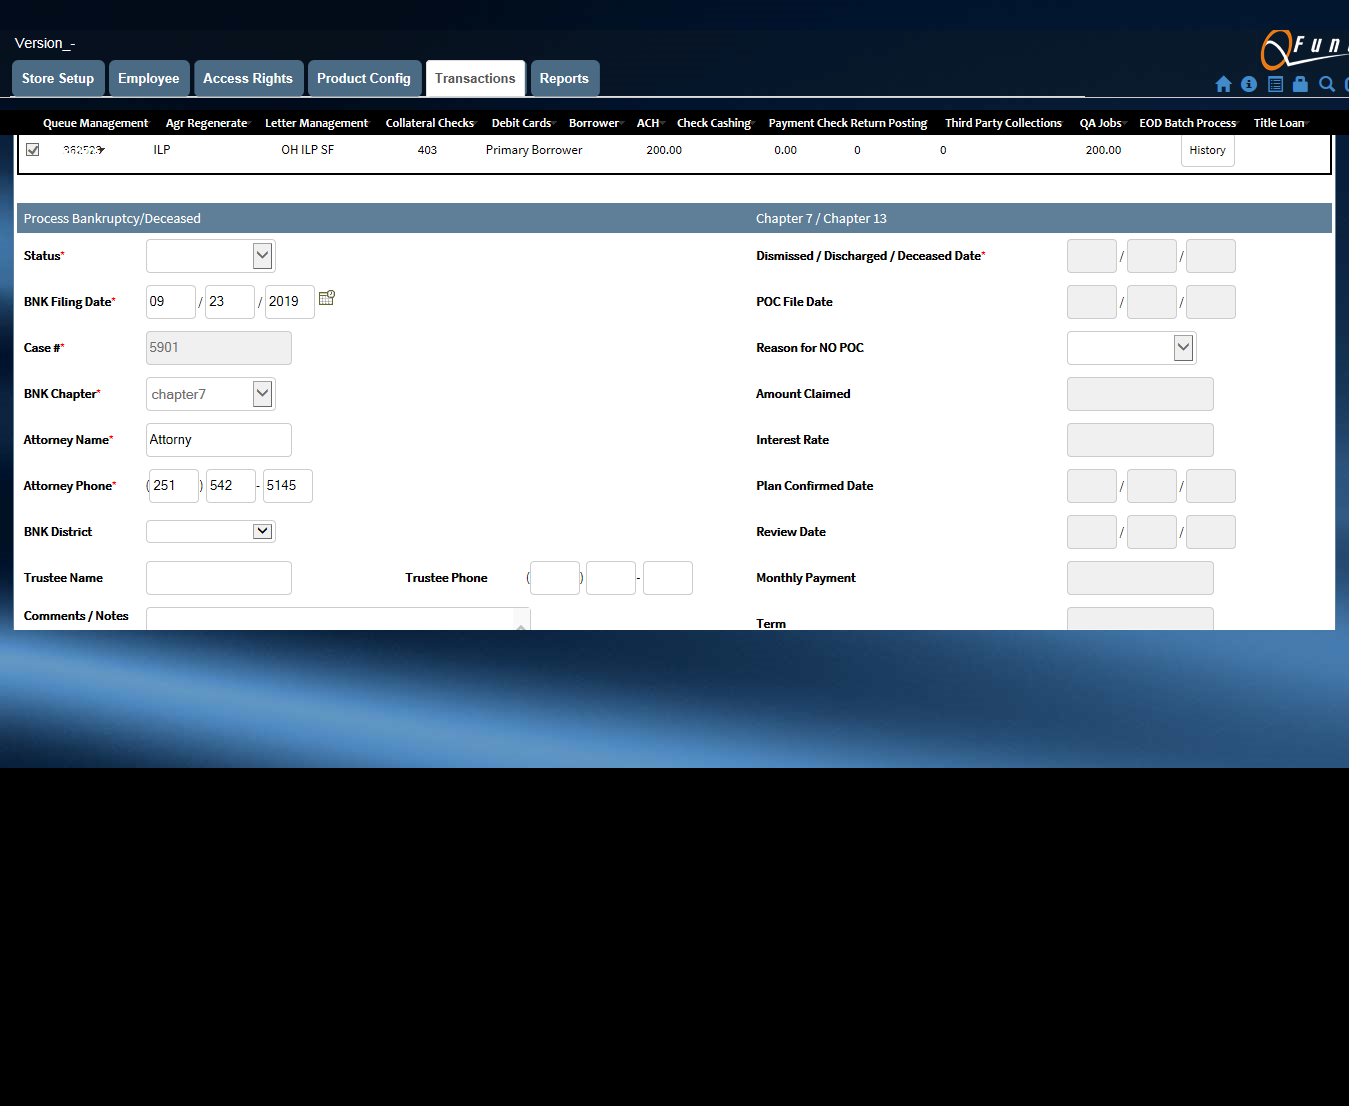 Version_-
Fun
Store Setup Employee Access Rights Product Config Transactions Reports
Queue Management Agr Regenerate Letter Management Collateral Checks Debit Cards Borrower ACH Check Cashing Payment Check Return Posting Third Party Collections QA Jobs EOD Batch Process Title Loan
ILP OH ILP SF 403 Primary Borrower 200.00 0.00 0 0 200.00 History
Process Bankruptcy/Deceased Chapter 7 / Chapter 13
Status* Dismissed / Discharged / Deceased Date* / /
BNK Filing Date* 09 / 23 / 2019 POC File Date / /
Case #* 5901 Reason for NO POC
BNK Chapter* chapter7 Amount Claimed
Attorney Name* Attorny Interest Rate
Attorney Phone* (251) 542 - 5145 Plan Confirmed Date / /
BNK District Review Date / /
Trustee Name Trustee Phone ( ) - Monthly Payment
Comments / Notes Term